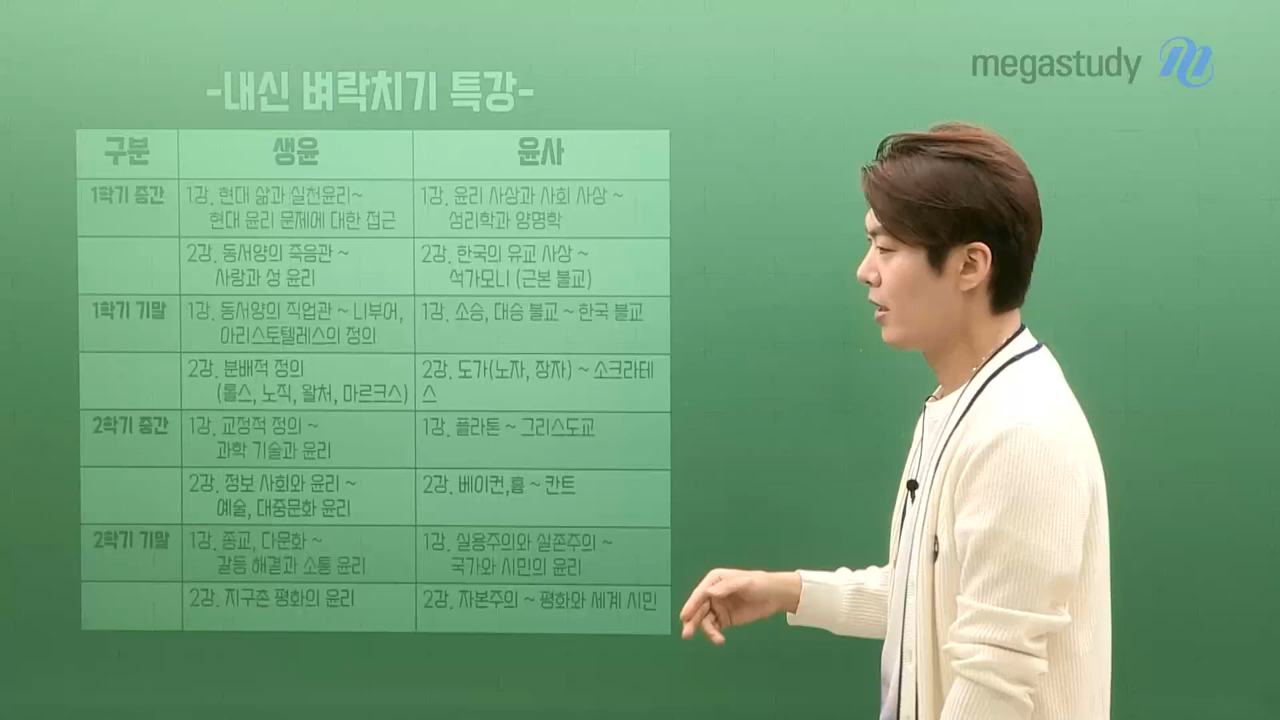 megastudy
-내신 벼락치기 특강-
구분 생윤 윤사
1학기 중간
1강. 현대 삶과 실천윤리~
현대 윤리 문제에 대한 접근
1강. 윤리 사상과 사회 사상 ~
성리학과 양명학
2강. 동서양의 죽음관 ~
사랑과 성 윤리
2강. 한국의 유교 사상 ~
석가모니 (근본 불교)
1학기 기말
1강. 동서양의 직업관 ~ 니부어,
아리스토텔레스의 정의
1강. 소승, 대승 불교 ~ 한국 불교
2강. 분배적 정의
(롤스, 노직, 왈처, 마르크스)
2강. 도가(노자, 장자) ~ 소크라테
스
2학기 중간
1강. 교정적 정의 ~
과학 기술과 윤리
1강. 플라톤 ~ 그리스도교
2강. 정보 사회와 윤리 ~
예술, 대중문화 윤리
2강. 베이컨,흄 ~ 칸트
2학기 기말
1강. 종교, 다문화 ~
갈등 해결과 소통 윤리
1강. 실용주의와 실존주의 ~
국가와 시민의 윤리
2강. 지구촌 평화의 윤리
2강. 자본주의 ~ 평화와 세계 시민